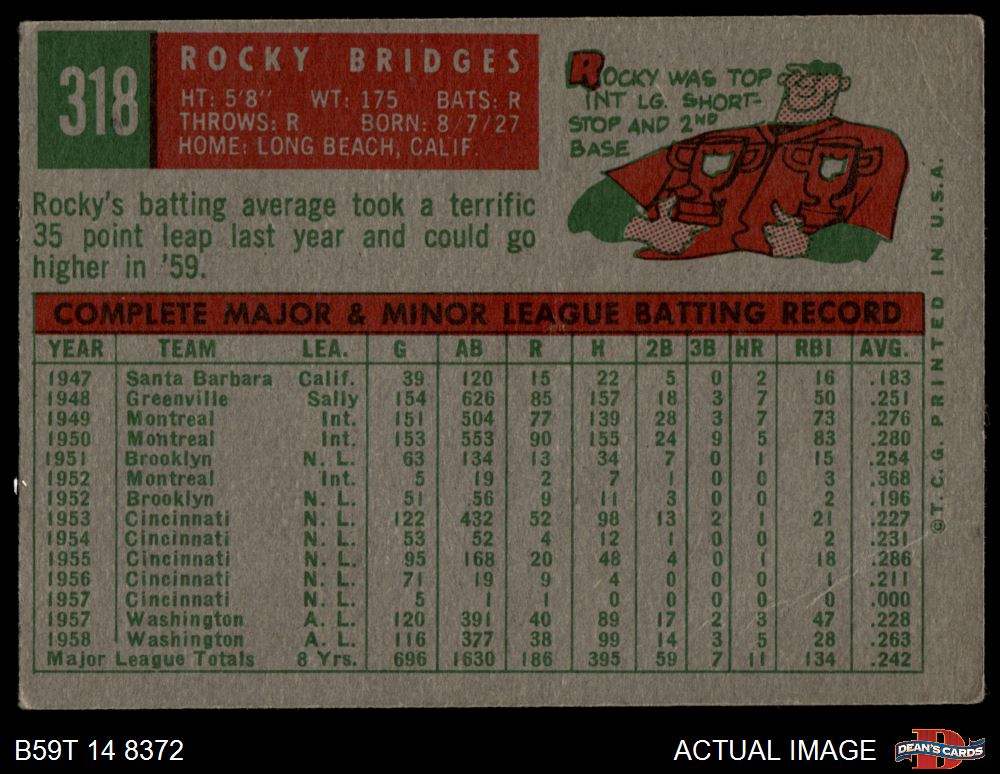 318
ROCKY BRIDGES
HT: 5'8" WT: 175 BATS: R
THROWS: R BORN: 8/7/27
HOME: LONG BEACH, CALIF.
ROCKY WAS TOP
INT LG. SHORT-
STOP AND 2ND
BASE
Rocky's batting average took a terrific
35 point leap last year and could go
higher in '59.
COMPLETE MAJOR & MINOR LEAGUE BATTING RECORD
YEAR TEAM LEA. G AB R H 2B 3B HR RBI AVG.
1947 Santa Barbara Calif. 39 120 15 22 5 0 2 16 .183
1948 Greenville Sally 154 626 85 157 18 3 7 50 .251
1949 Montreal Int. 151 504 77 139 28 3 7 73 .276
1950 Montreal Int. 153 553 90 155 24 9 5 83 .280
1951 Brooklyn N. L. 63 134 13 34 7 0 1 15 .254
1952 Montreal Int. 5 19 2 7 1 0 0 3 .368
1952 Brooklyn N. L. 51 56 9 11 3 0 0 2 .196
1953 Cincinnati N. L. 122 432 52 98 13 2 1 21 .227
1954 Cincinnati N. L. 53 52 4 12 1 0 0 2 .231
1955 Cincinnati N. L. 95 168 20 48 4 0 1 18 .286
1956 Cincinnati N. L. 71 19 9 4 0 0 0 1 .211
1957 Cincinnati N. L. 5 1 1 0 0 0 0 0 .000
1957 Washington A. L. 120 391 40 89 17 2 3 47 .228
1958 Washington A. L. 116 377 38 99 14 3 5 28 .263
Major League Totals 8 Yrs. 696 1630 186 395 59 7 11 134 .242
©T.C.G. PRINTED IN U.S.A.
B59T 14 8372
ACTUAL IMAGE
D
DEAN'S CARDS